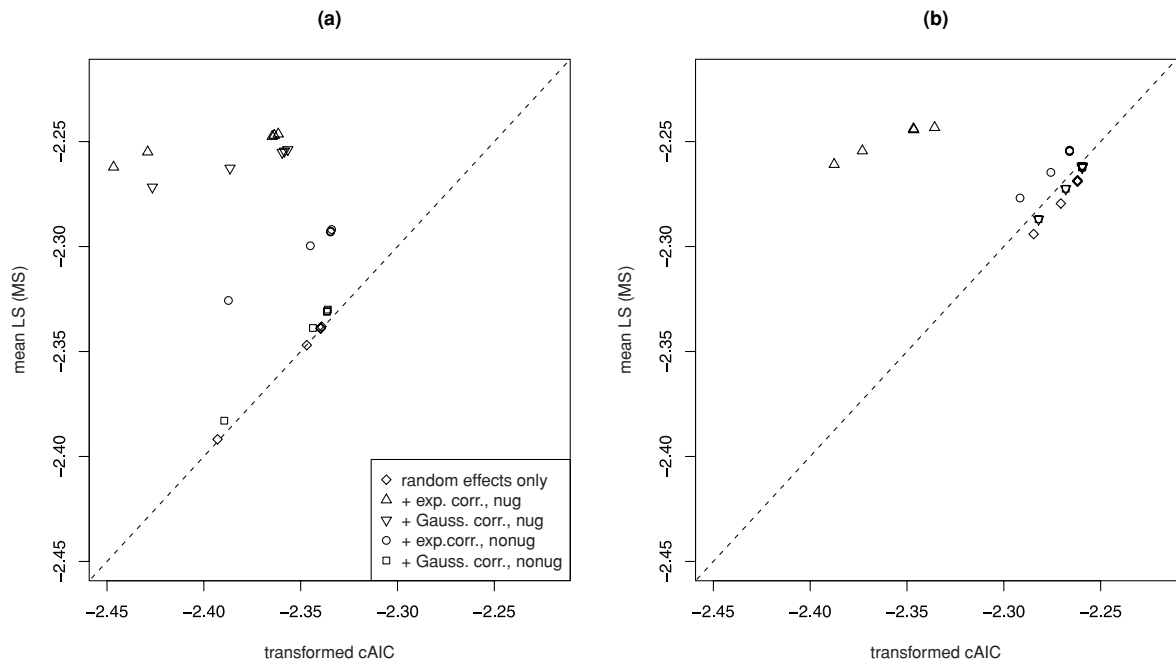 (a)
mean LS (MS)
−2.25
−2.30
−2.35
−2.40
−2.45
random effects only
+ exp. corr., nug
+ Gauss. corr., nug
+ exp.corr., nonug
+ Gauss. corr., nonug
−2.45 −2.40 −2.35 −2.30 −2.25
transformed cAIC
(b)
mean LS (MS)
−2.25
−2.30
−2.35
−2.40
−2.45
−2.45 −2.40 −2.35 −2.30 −2.25
transformed cAIC